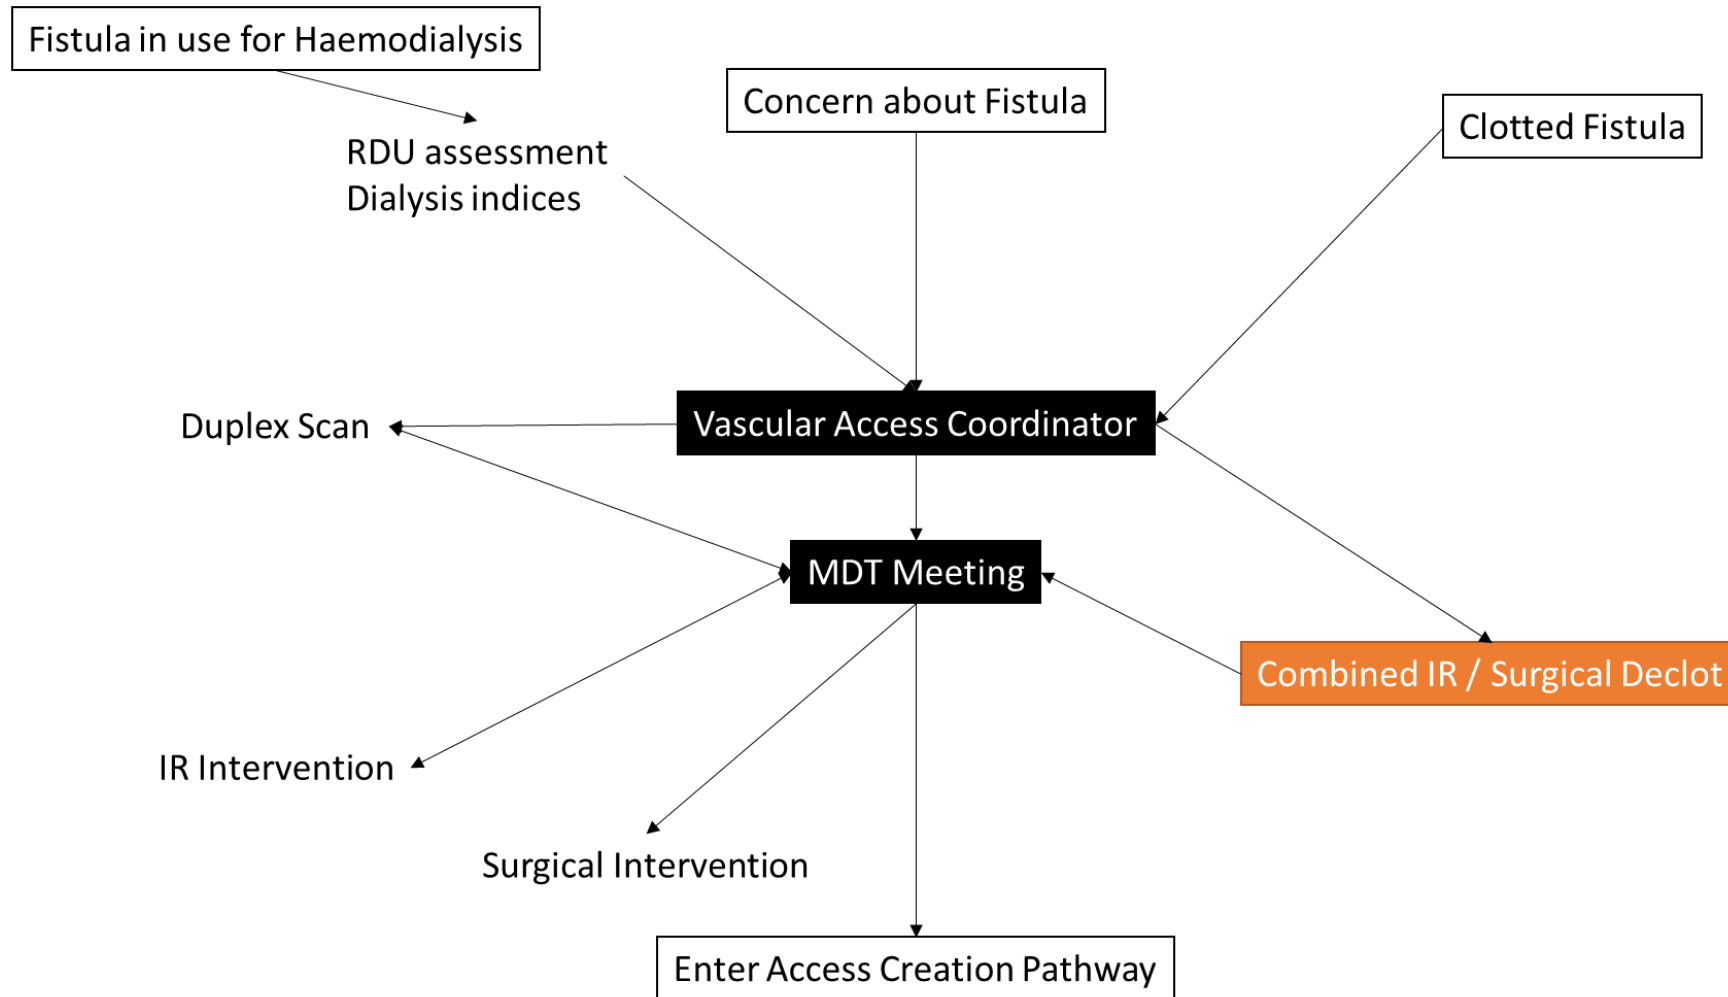 Fistula in use for Haemodialysis
Concern about Fistula
Clotted Fistula
RDU assessment
Dialysis indices
Duplex Scan
Vascular Access Coordinator
MDT Meeting
Combined IR / Surgical Declot
IR Intervention
Surgical Intervention
Enter Access Creation Pathway